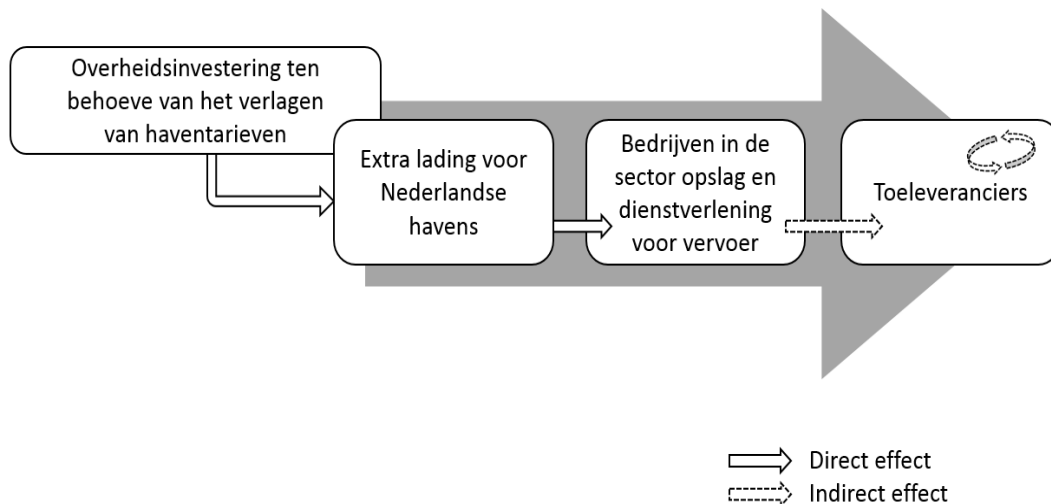 Overheidsinvestering ten
behoeve van het verlagen
van haventarieven
Extra lading voor
Nederlandse
havens
Bedrijven in de
sector opslag en
dienstverlening
voor vervoer
Toeleveranciers
Direct effect
Indirect effect